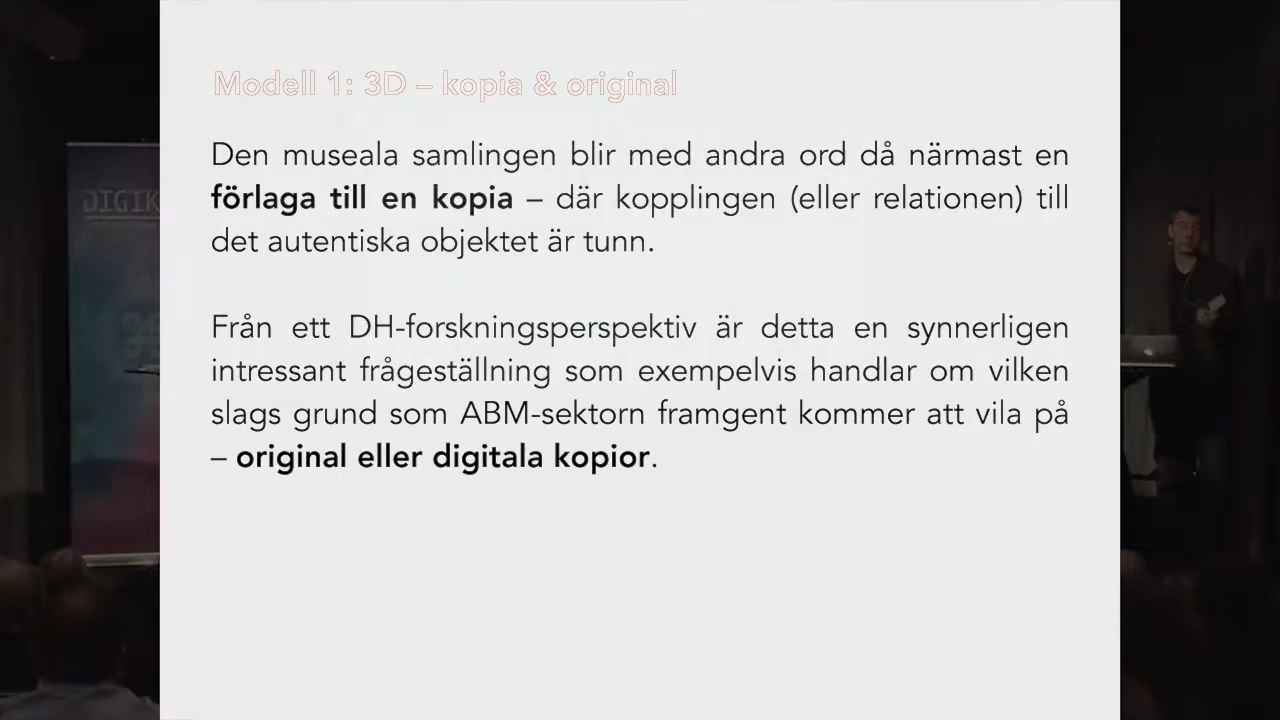 Modell 1: 3D – kopia & original
Den museala samlingen blir med andra ord då närmast en
förlaga till en kopia – där kopplingen (eller relationen) till
det autentiska objektet är tunn.
Från ett DH-forskningsperspektiv är detta en synnerligen
intressant frågeställning som exempelvis handlar om vilken
slags grund som ABM-sektorn framgent kommer att vila på
– original eller digitala kopior.
DIGIK